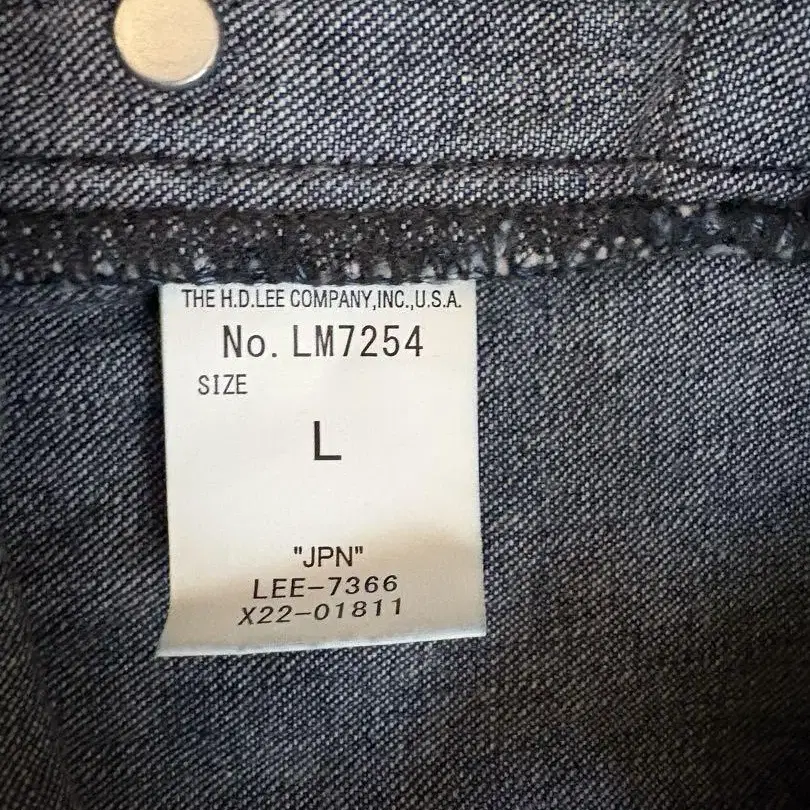 THE H.D.LEE COMPANY,INC.,U.S.A.
No. LM7254
SIZE
L
"JPN"
LEE-7366
X22-01811